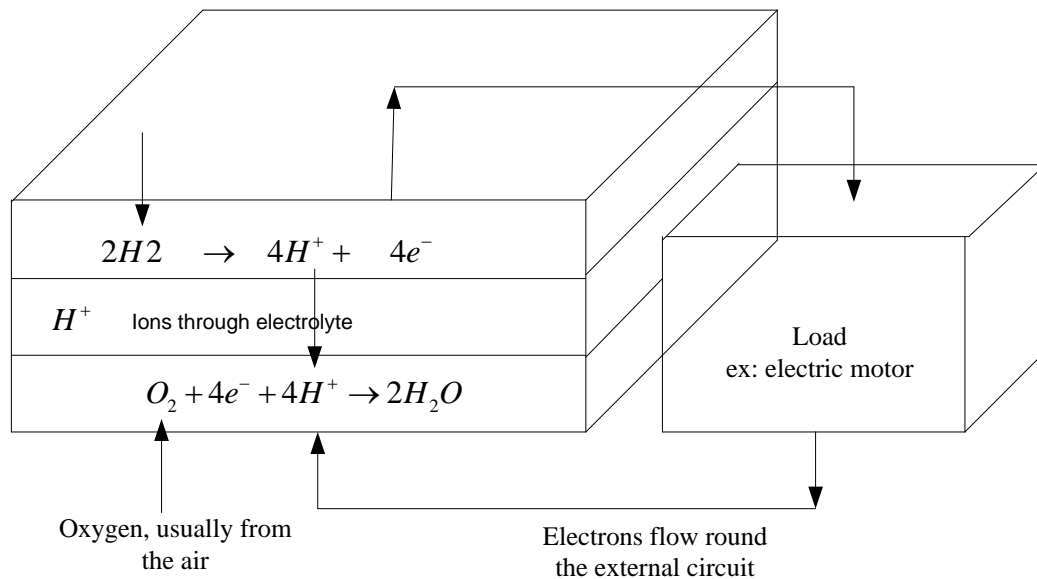 2H2 → 4H⁺ + 4e⁻
H⁺ Ions through electrolyte
O₂ + 4e⁻ + 4H⁺ → 2H₂O
Load
ex: electric motor
Oxygen, usually from
the air
Electrons flow round
the external circuit